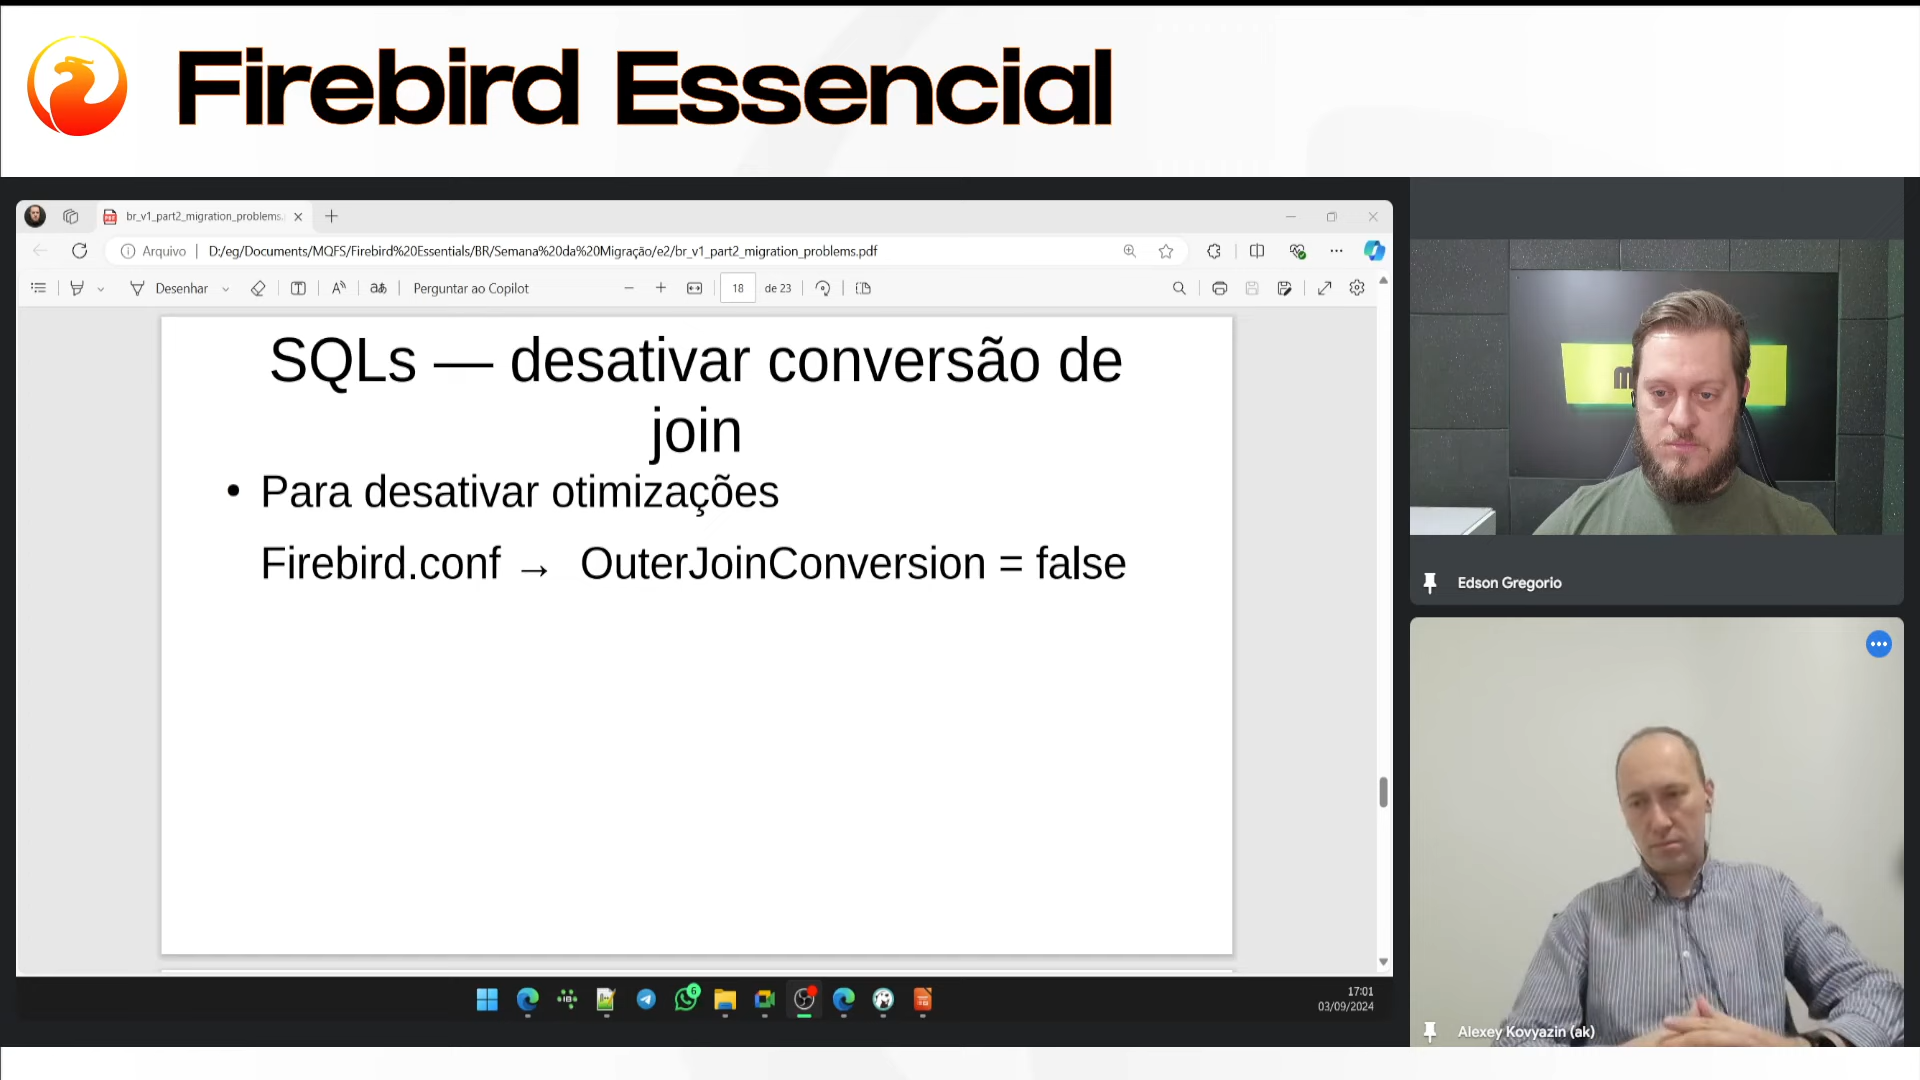 Firebird Essencial
br_v1_part2_migration_problems.
Arquivo
D:/eg/Documents/MQFS/Firebird%20Essentials/BR/Semana%20da%20Migração/e2/br_v1_part2_migration_problems.pdf
Desenhar
Perguntar ao Copilot
18 de 23
SQLs — desativar conversão de
join
• Para desativar otimizações
Firebird.conf → OuterJoinConversion = false
Edson Gregorio
Alexey Kovyazin (ak)
6
17:01
03/09/2024